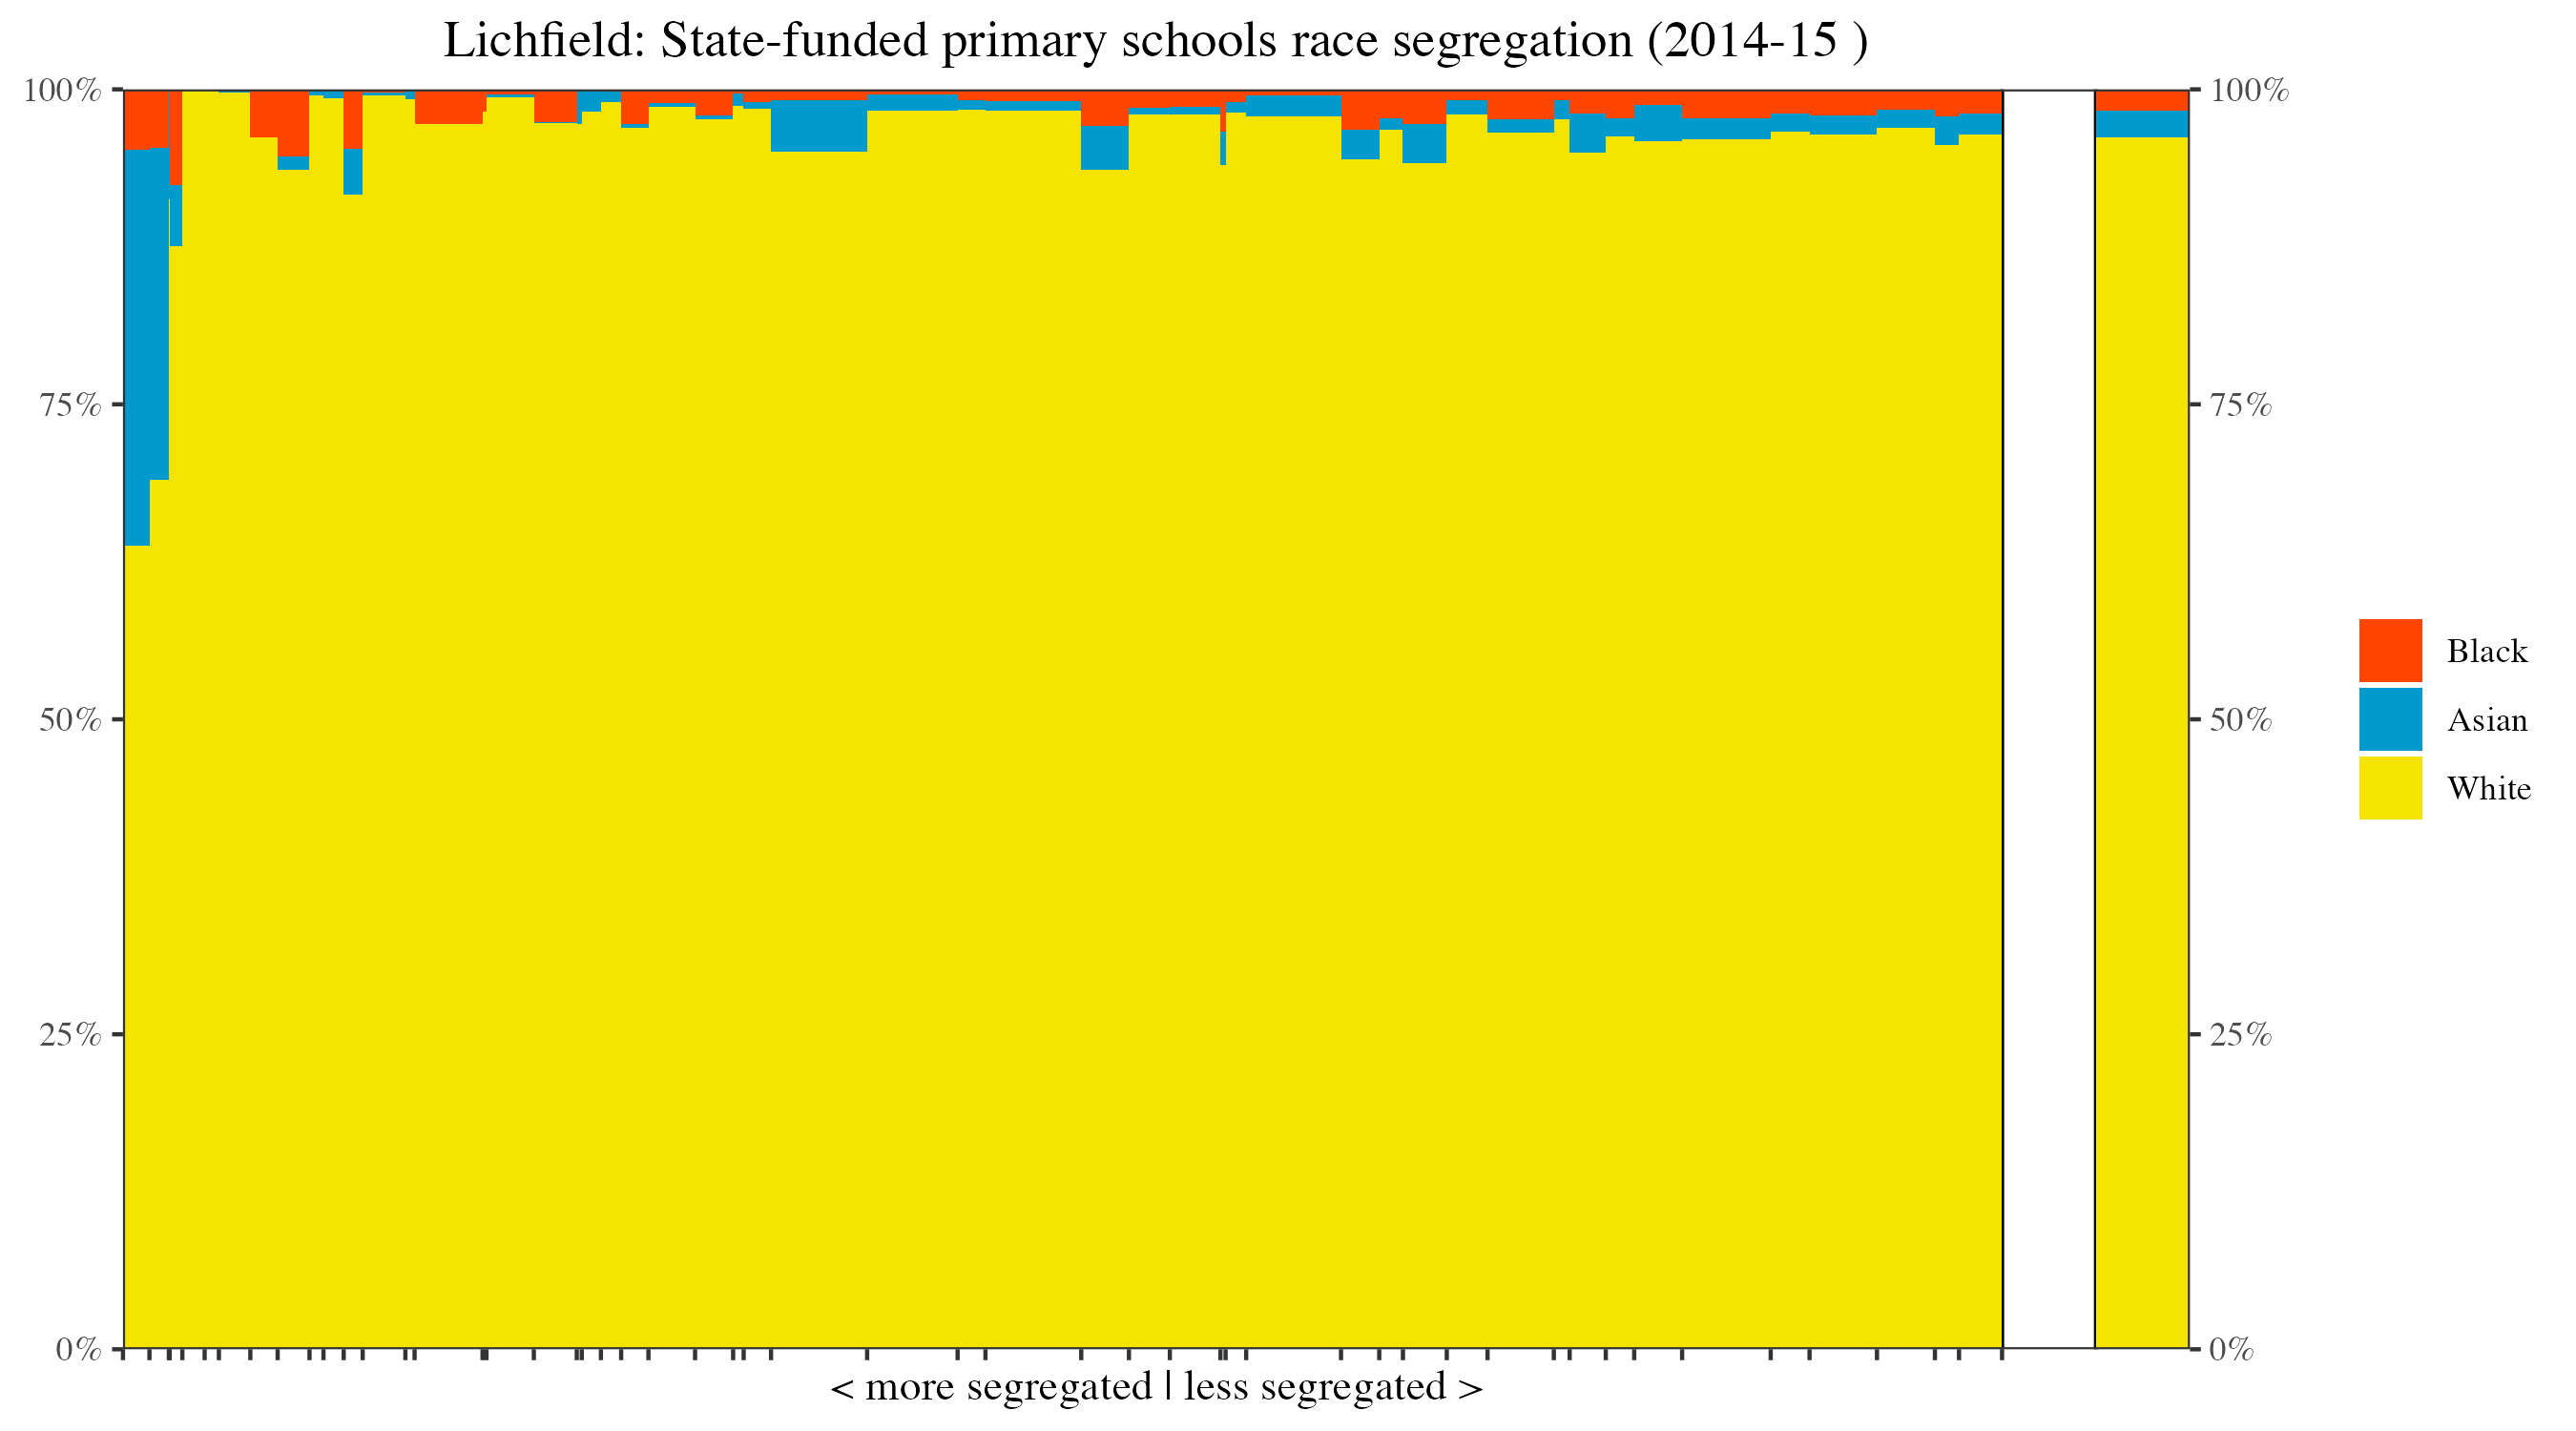 Lichfield: State-funded primary schools race segregation (2014-15 )
100%
75%
50%
25%
0%
100%
75%
50%
25%
0%
Black
Asian
White
< more segregated | less segregated >